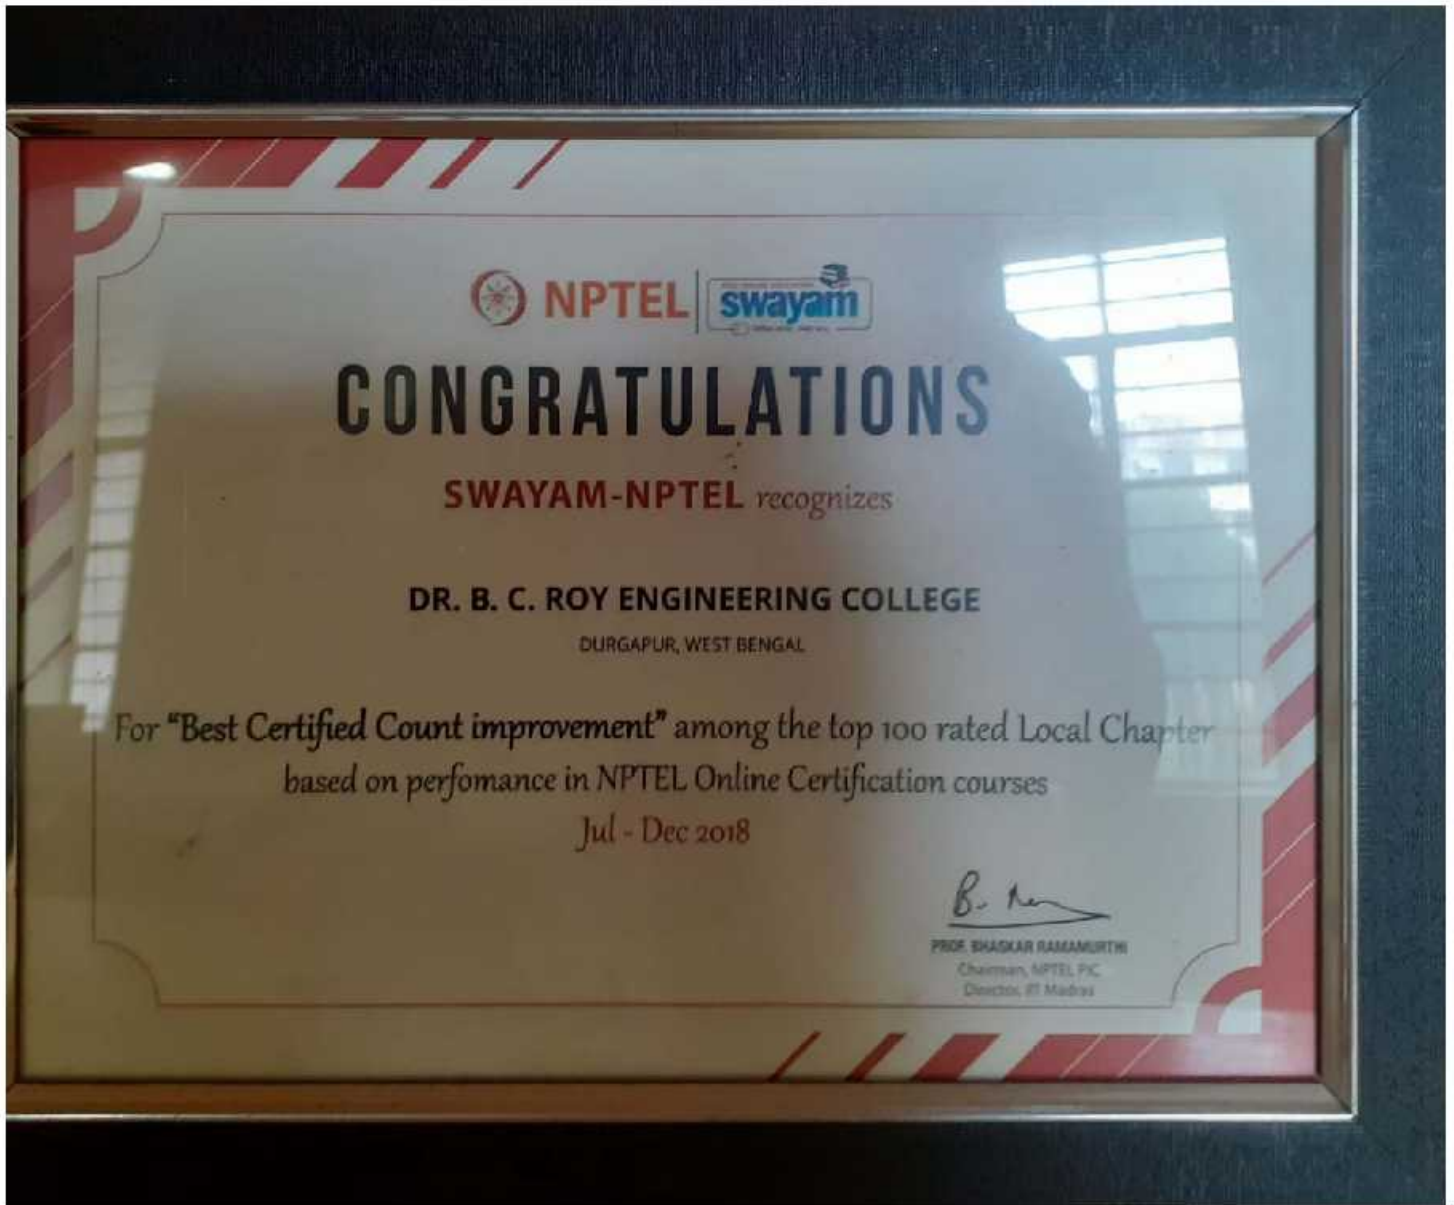 NPTEL
swayam
CONGRATULATIONS
SWAYAM-NPTEL recognizes
DR. B. C. ROY ENGINEERING COLLEGE
DURGAPUR, WEST BENGAL
For “Best Certified Count improvement” among the top 100 rated Local Chapter
based on perfomance in NPTEL Online Certification courses
Jul - Dec 2018
PROF. BHASKAR RAMAMURTHI
Chairman, NPTEL PIC
Director, IIT Madras